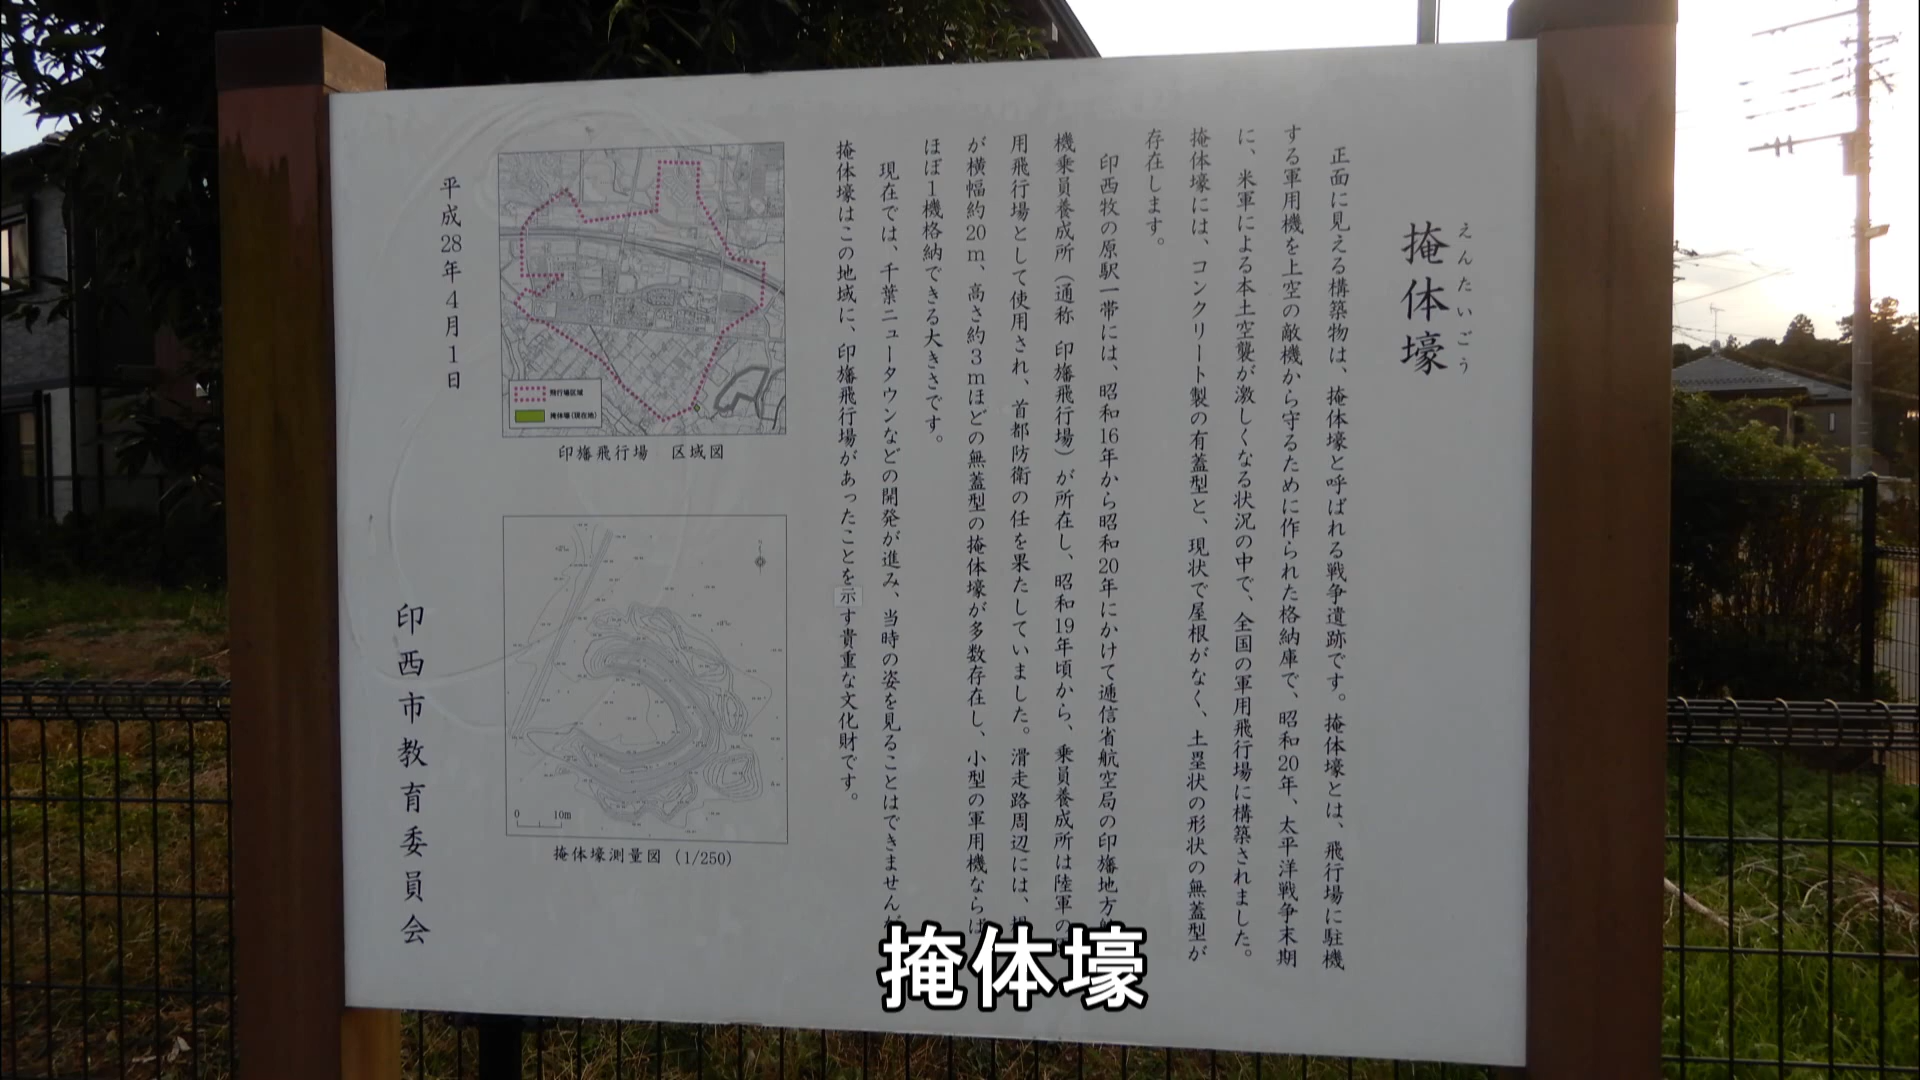 掩体壕
えんたいごう
正面に見える構築物は、掩体壕と呼ばれる戦争遺跡です。掩体壕とは、飛行場に駐機
する軍用機を上空の敵機から守るために作られた格納庫で、昭和20年、太平洋戦争末期
に、米軍による本土空襲が激しくなる状況の中で、全国の軍用飛行場に構築されました。
掩体壕には、コンクリート製の有蓋型と、現状で屋根がなく、土塁状の形状の無蓋型が
存在します。
印西牧の原駅一帯には、昭和16年から昭和20年にかけて逓信省航空局の印旛地方
機乗員養成所（通称 印旛飛行場）が所在し、昭和19年頃から、乗員養成所は陸軍の
用飛行場として使用され、首都防衛の任を果たしていました。滑走路周辺には、
が横幅約20m、高さ約3mほどの無蓋型の掩体壕が多数存在し、小型の軍用機ならば
ほぼ1機格納できる大きさです。
現在では、千葉ニュータウンなどの開発が進み、当時の姿を見ることはできませんが
掩体壕はこの地域に、印旛飛行場があったことを示す貴重な文化財です。
飛行場区域
掩体壕（現在地）
印旛飛行場 区域図
0 10m
掩体壕測量図（1/250）
平成28年4月1日
印西市教育委員会
掩体壕